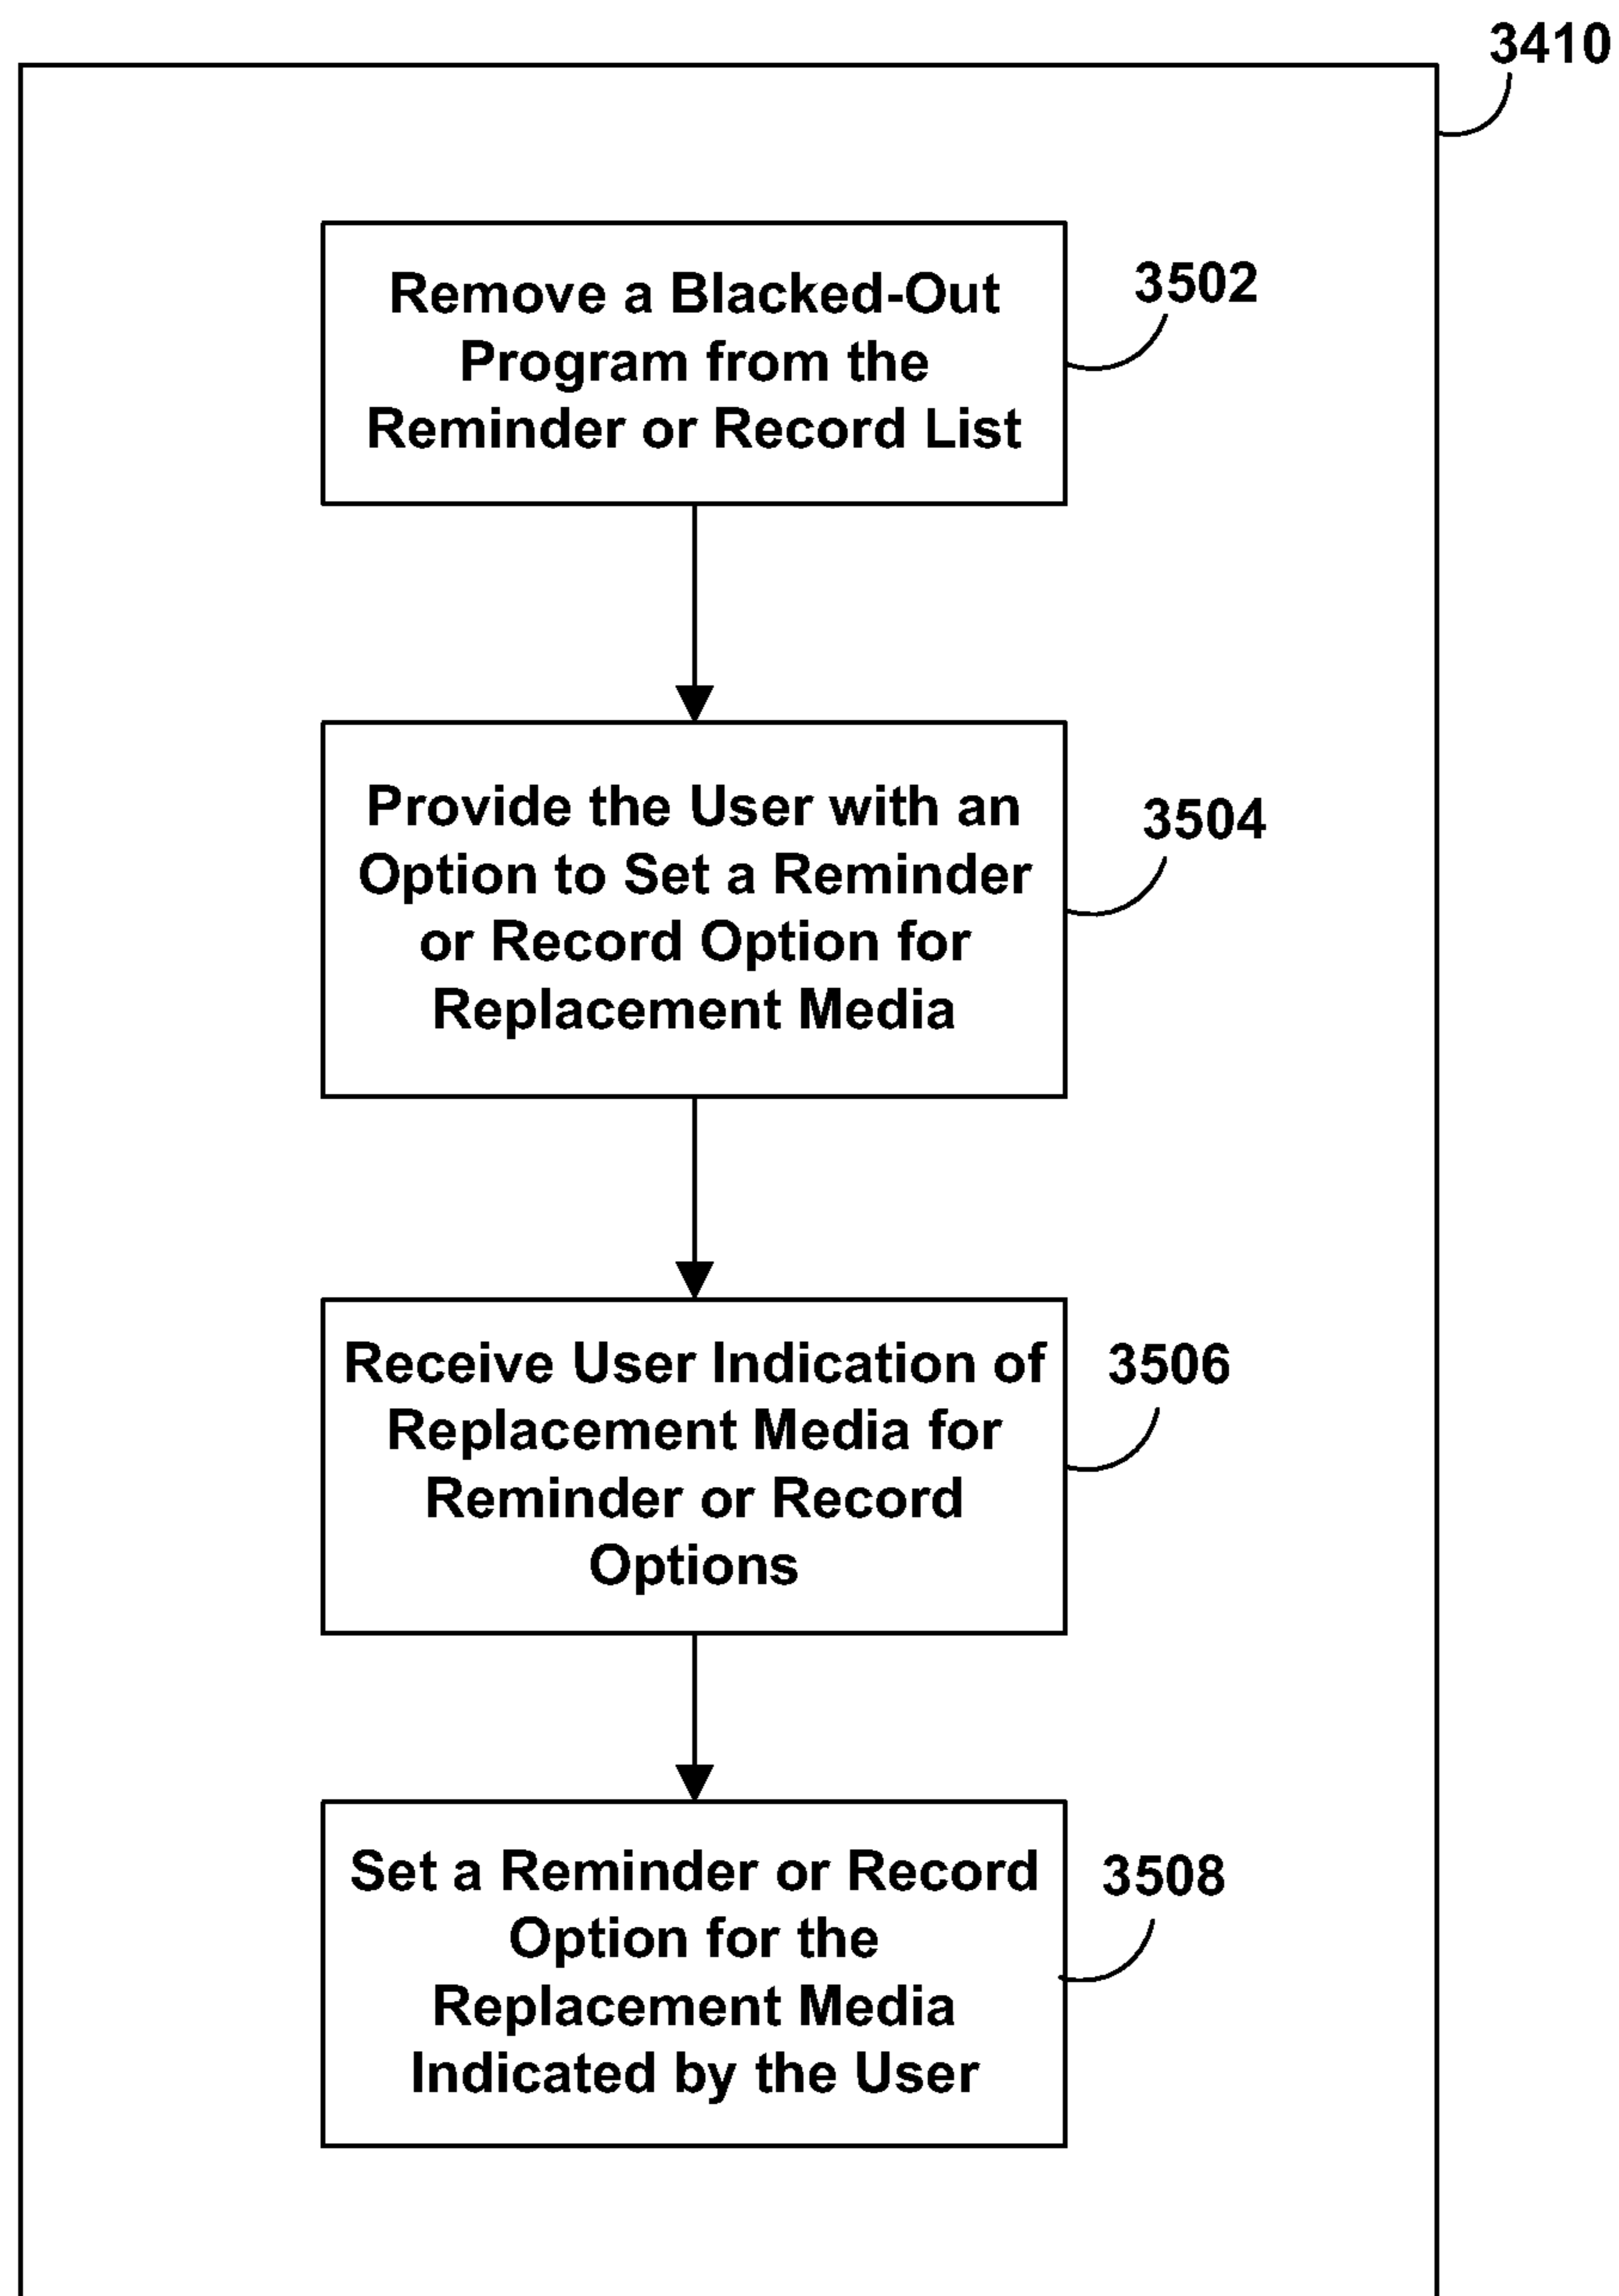 3410
Remove a Blacked-Out
Program from the
Reminder or Record List
3502
Provide the User with an
Option to Set a Reminder
or Record Option for
Replacement Media
3504
Receive User Indication of
Replacement Media for
Reminder or Record
Options
3506
Set a Reminder or Record
Option for the
Replacement Media
Indicated by the User
3508